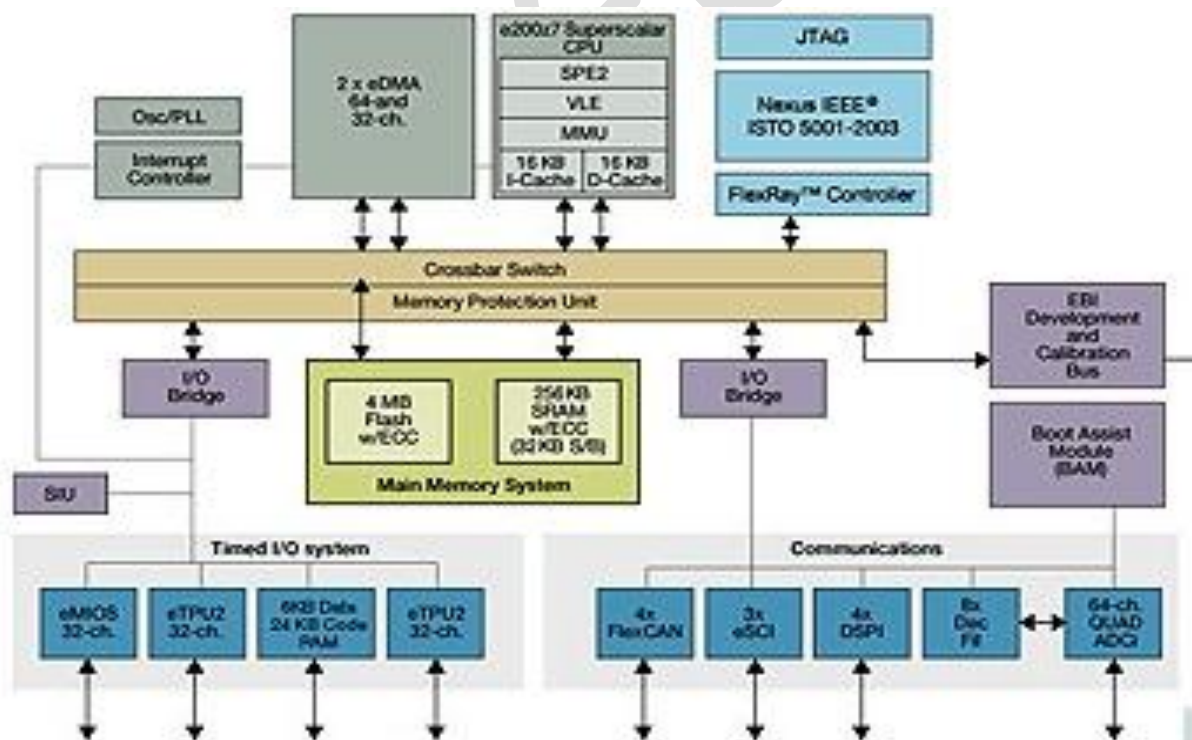 2 x eDMA
64-and
32-ch.
e200z7 Superscalar
CPU
SPE2
VLE
MMU
16 KB
I-Cache
16 KB
D-Cache
JTAG
Nexus IEEE®
ISTO 5001-2003
FlexRay™ Controller
Osc/PLL
Interrupt
Controller
Crossbar Switch
Memory Protection Unit
I/O
Bridge
4 MB
Flash
w/ECC
256 KB
SRAM
w/ECC
(32 KB S/B)
Main Memory System
I/O
Bridge
EBI
Development
and
Calibration
Bus
Boot Assist
Module
(BAM)
SIU
Timed I/O system
eMIOS
32-ch.
eTPU2
32-ch.
6KB Data
24 KB Code
RAM
eTPU2
32-ch.
Communications
4x
FlexCAN
3x
eSCI
4x
DSPI
8x
Dec
Fil
64-ch.
QUAD
ADCi